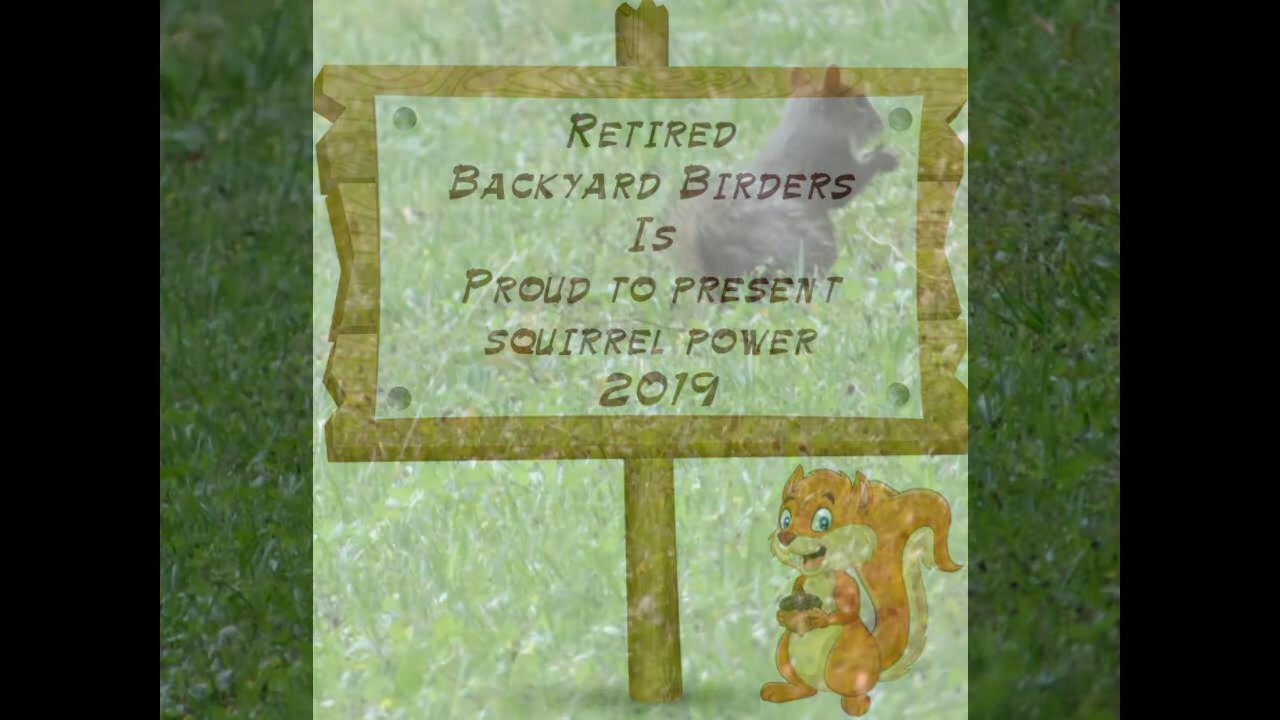 Retired
Backyard Birders
Is
Proud to present
squirrel power
2019